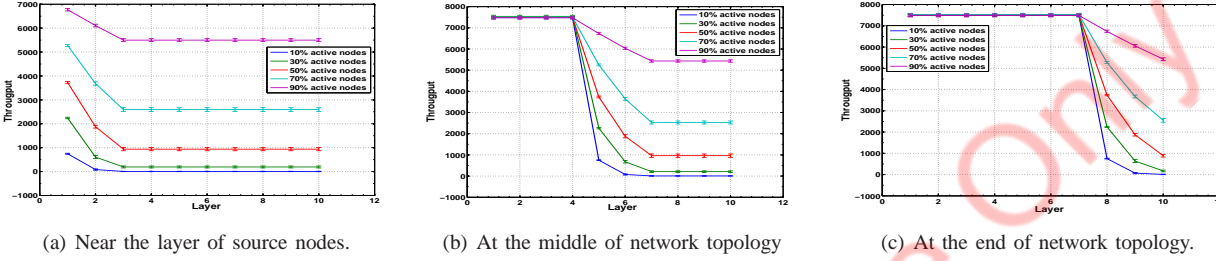 8000
7000
6000
5000
4000
3000
2000
1000
0
−1000
0 2 4 6 8 10 12
Througput
Layer
10% active nodes
30% active nodes
50% active nodes
70% active nodes
90% active nodes
(a) Near the layer of source nodes.
8000
7000
6000
5000
4000
3000
2000
1000
0
−1000
0 2 4 6 8 10 12
Througput
Layer
10% active nodes
30% active nodes
50% active nodes
70% active nodes
90% active nodes
(b) At the middle of network topology
8000
7000
6000
5000
4000
3000
2000
1000
0
−1000
0 2 4 6 8 10 12
Througput
Layer
10% active nodes
30% active nodes
50% active nodes
70% active nodes
90% active nodes
(c) At the end of network topology.
Only